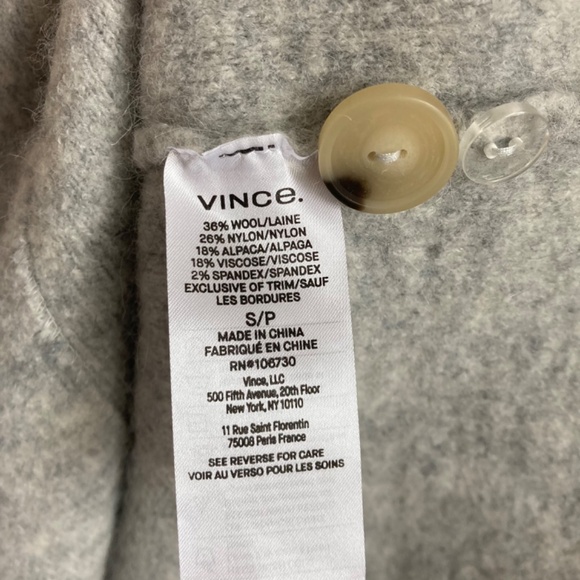 VINCe.
36% WOOL/LAINE
26% NYLON/NYLON
18% ALPACA/ALPAGA
18% VISCOSE/VISCOSE
2% SPANDEX/SPANDEX
EXCLUSIVE OF TRIM/SAUF
LES BORDURES
S/P
MADE IN CHINA
FABRIQUÉ EN CHINE
RN#106730
Vince, LLC
500 Fifth Avenue, 20th Floor
New York, NY 10110
11 Rue Saint Florentin
75008 Paris France
SEE REVERSE FOR CARE
VOIR AU VERSO POUR LES SOINS